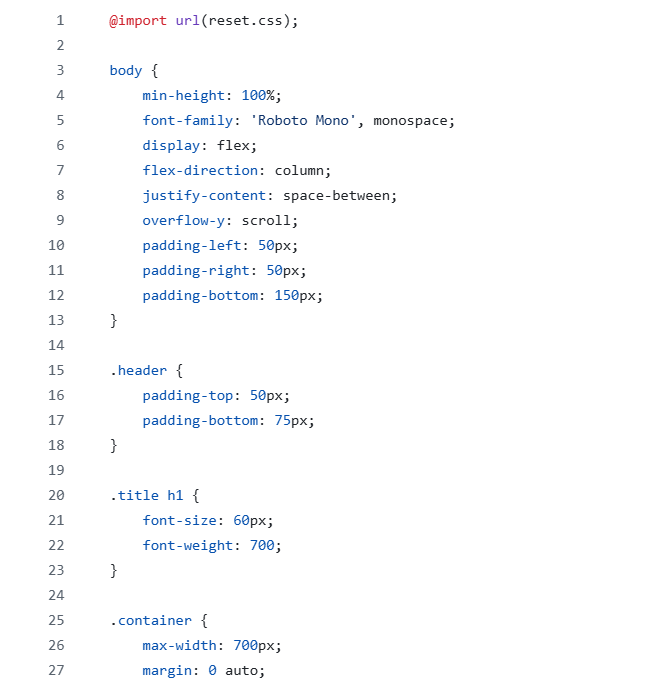 1 @import url(reset.css);
2
3 body {
4 min-height: 100%;
5 font-family: 'Roboto Mono', monospace;
6 display: flex;
7 flex-direction: column;
8 justify-content: space-between;
9 overflow-y: scroll;
10 padding-left: 50px;
11 padding-right: 50px;
12 padding-bottom: 150px;
13 }
14
15 .header {
16 padding-top: 50px;
17 padding-bottom: 75px;
18 }
19
20 .title h1 {
21 font-size: 60px;
22 font-weight: 700;
23 }
24
25 .container {
26 max-width: 700px;
27 margin: 0 auto;